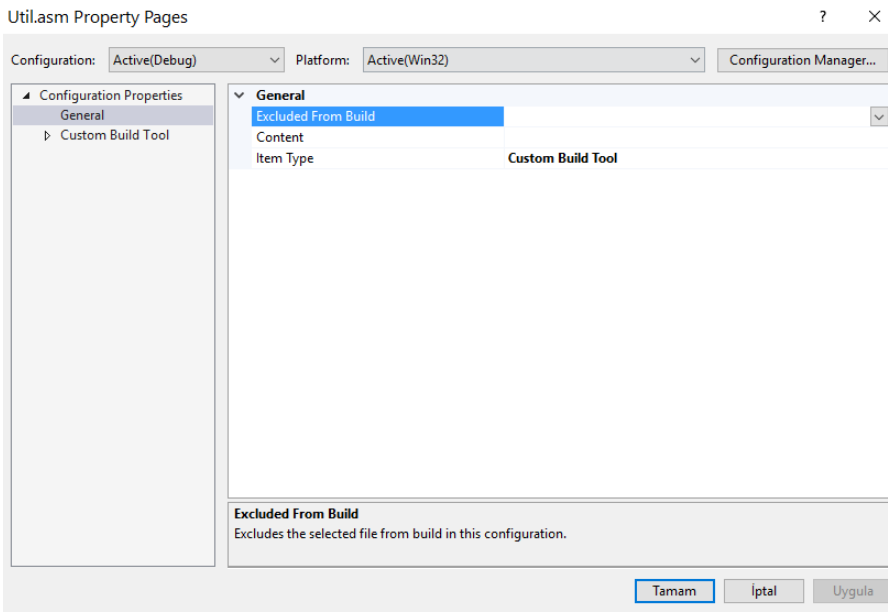 Util.asm Property Pages ? ×
Configuration: Active(Debug) Platform: Active(Win32) Configuration Manager...
Configuration Properties
General
Custom Build Tool
General
Excluded From Build
Content
Item Type Custom Build Tool
Excluded From Build
Excludes the selected file from build in this configuration.
Tamam İptal Uygula